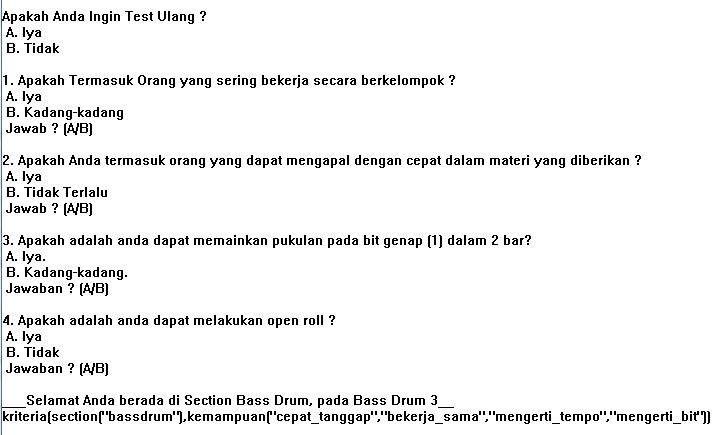 Apakah Anda Ingin Test Ulang ?
A. Iya
B. Tidak
1. Apakah Termasuk Orang yang sering bekerja secara berkelompok ?
A. Iya
B. Kadang-kadang
Jawab ? (A/B)
2. Apakah Anda termasuk orang yang dapat mengapal dengan cepat dalam materi yang diberikan ?
A. Iya
B. Tidak Terlalu
Jawab ? (A/B)
3. Apakah adalah anda dapat memainkan pukulan pada bit genap (1) dalam 2 bar?
A. Iya.
B. Kadang-kadang.
Jawaban ? (A/B)
4. Apakah adalah anda dapat melakukan open roll ?
A. Iya
B. Tidak
Jawaban ? (A/B)
___Selamat Anda berada di Section Bass Drum, pada Bass Drum 3__
kriteria(section("bassdrum"),kemampuan("cepat_tanggap","bekerja_sama","mengerti_tempo","mengerti_bit"))